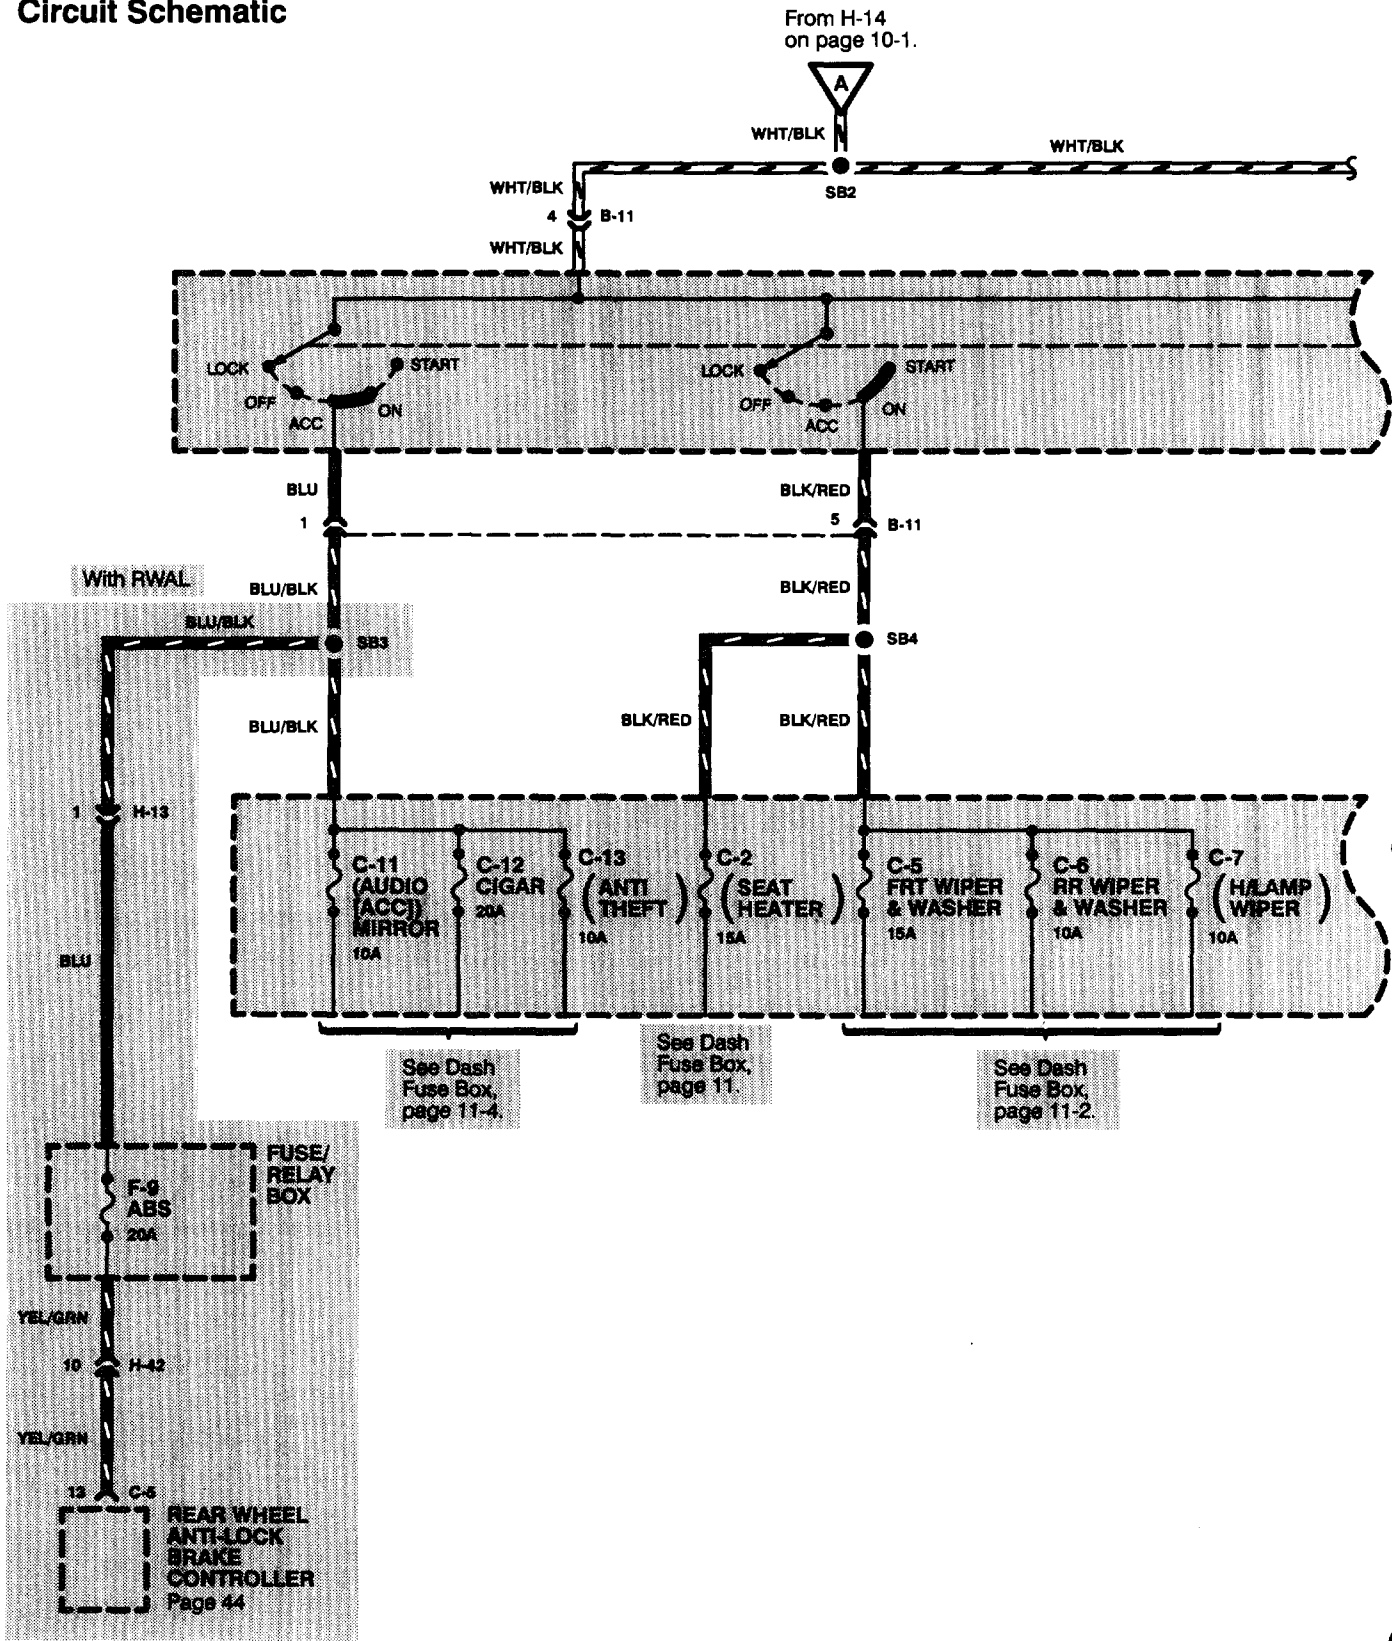 Circuit Schematic
From H-14
on page 10-1.
A
WHT/BLK
WHT/BLK
SB2
WHT/BLK
4 B-11
WHT/BLK
LOCK
OFF
ACC
ON
START
LOCK
OFF
ACC
ON
START
BLU
BLK/RED
1
5 B-11
With RWAL
BLU/BLK
BLK/RED
BLU/BLK
SB3
SB4
BLU/BLK
BLK/RED
BLK/RED
1 H-13
C-11
(AUDIO
[ACC])
MIRROR
10A
C-12
CIGAR
20A
C-13
(ANTI
THEFT)
10A
C-2
(SEAT
HEATER)
15A
C-5
FRT WIPER
& WASHER
15A
C-6
RR WIPER
& WASHER
10A
C-7
(H/LAMP
WIPER)
10A
BLU
See Dash
Fuse Box,
page 11-4.
See Dash
Fuse Box,
page 11.
See Dash
Fuse Box,
page 11-2.
FUSE/
RELAY
BOX
F-9
ABS
20A
YEL/GRN
10 H-42
YEL/GRN
13 C-5
REAR WHEEL
ANTI-LOCK
BRAKE
CONTROLLER
Page 44